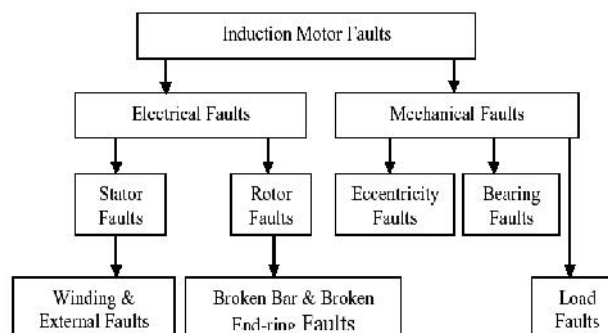 Induction Motor Faults
Electrical Faults
Mechanical Faults
Stator
Faults
Rotor
Faults
Eccentricity
Faults
Bearing
Faults
Winding &
External Faults
Broken Bar & Broken
End-ring Faults
Load
Faults